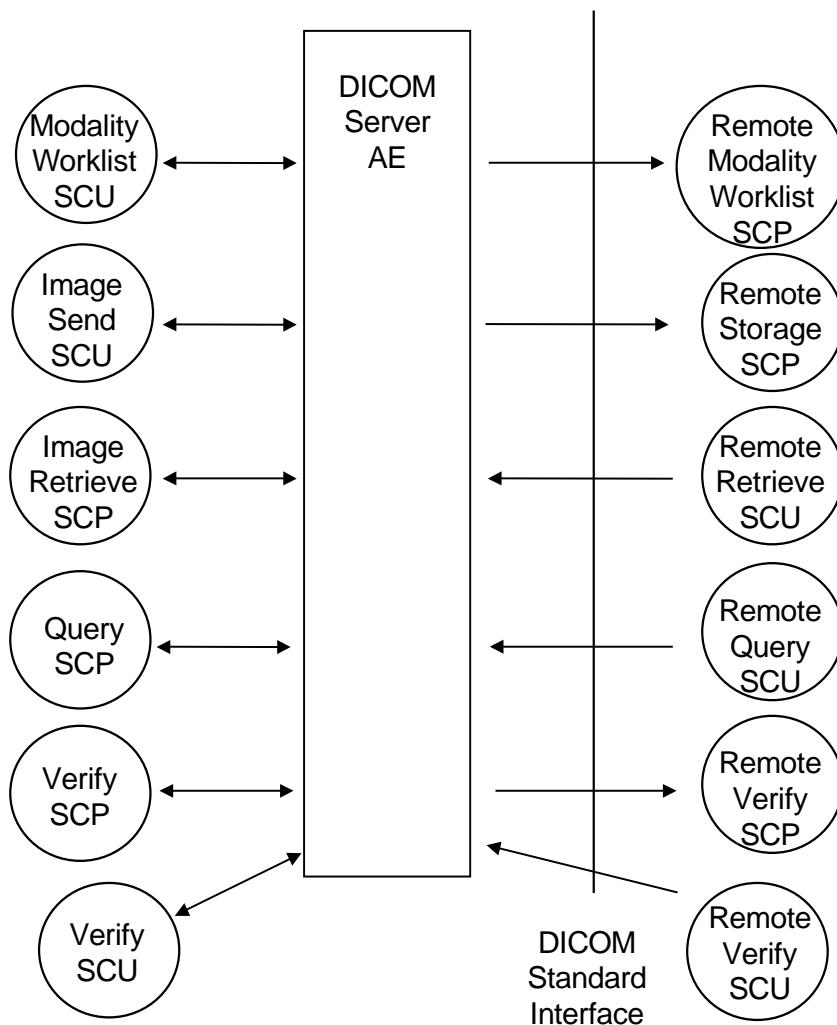 DICOM
Server
AE
Modality
Worklist
SCU
Remote
Modality
Worklist
SCP
Image
Send
SCU
Remote
Storage
SCP
Image
Retrieve
SCP
Remote
Retrieve
SCU
Query
SCP
Remote
Query
SCU
Verify
SCP
Remote
Verify
SCP
Verify
SCU
DICOM
Standard
Interface
Remote
Verify
SCU